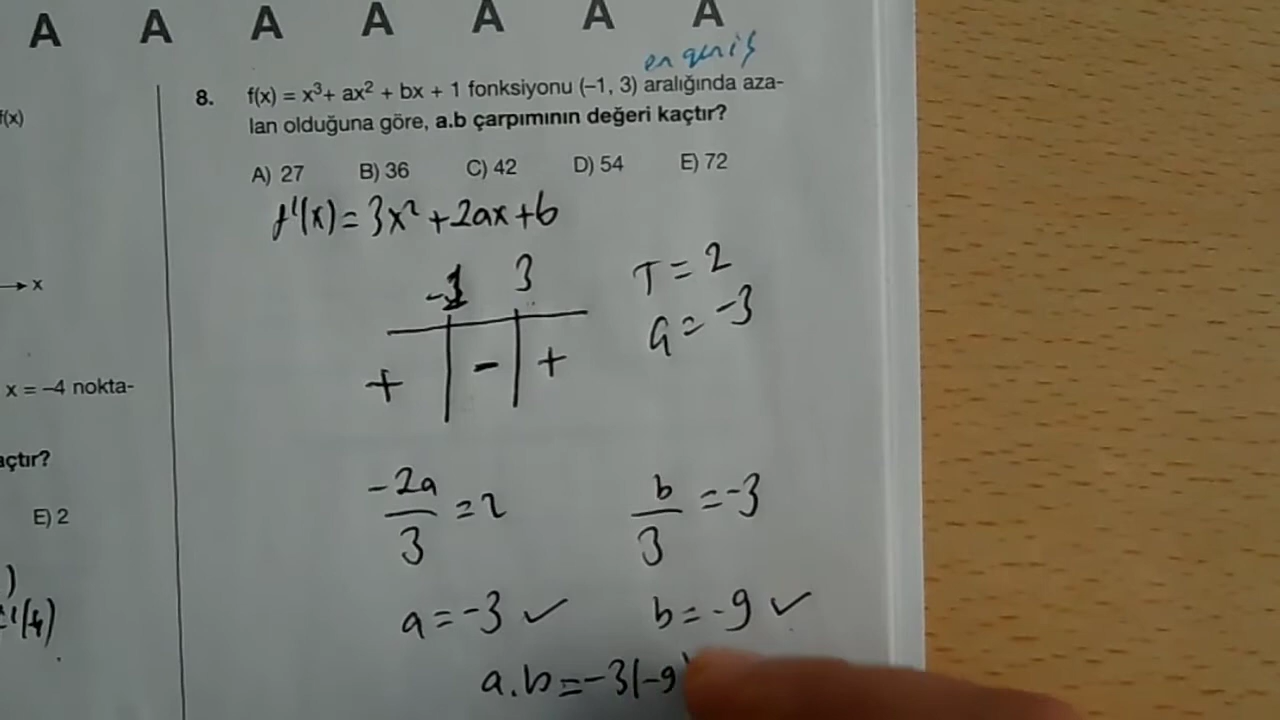 A A A A A A A
en geniş
8. f(x) = x³+ ax² + bx + 1 fonksiyonu (–1, 3) aralığında aza-
lan olduğuna göre, a.b çarpımının değeri kaçtır?
A) 27 B) 36 C) 42 D) 54 E) 72
f'(x) = 3x² + 2ax + b
-1 3
+ - +
T = 2
a = -3
-2a/3 = 2
b/3 = -3
a = -3 ✓
b = -9 ✓
a.b = -3(-9
f(x)
x
x = –4 nokta-
açtır?
E) 2
)
'(4)